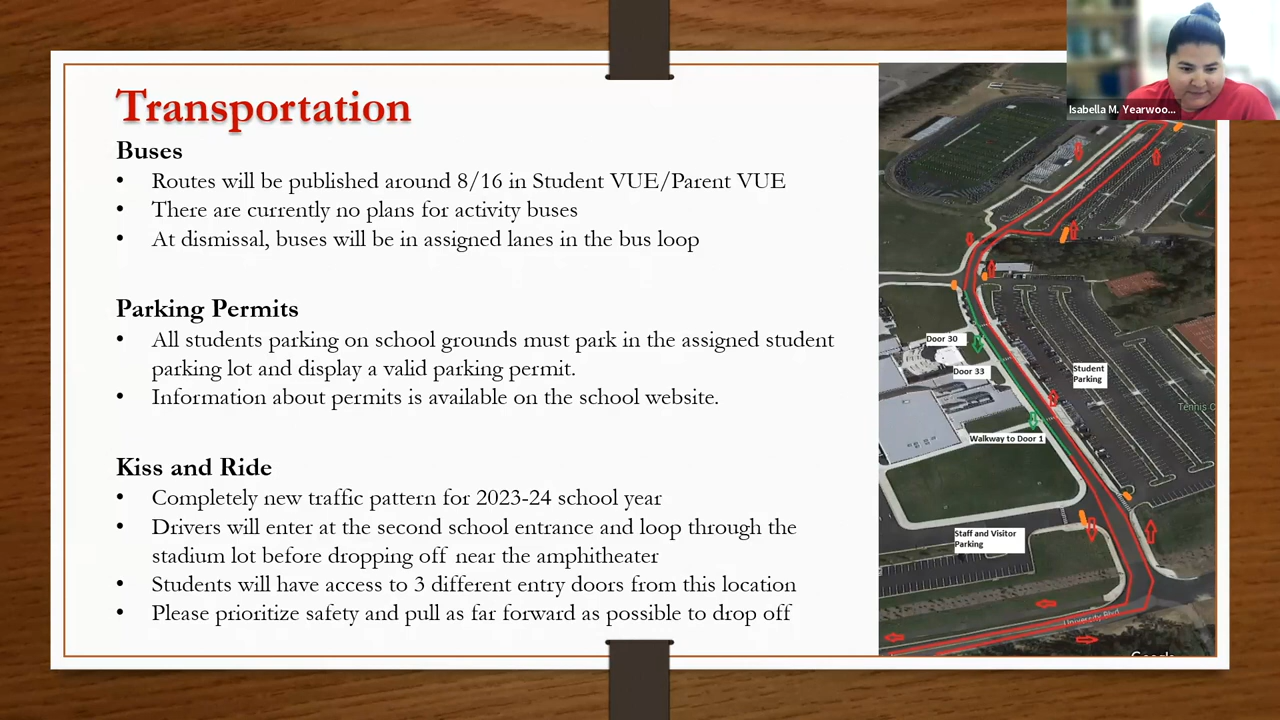 Transportation
Buses
• Routes will be published around 8/16 in Student VUE/Parent VUE
• There are currently no plans for activity buses
• At dismissal, buses will be in assigned lanes in the bus loop
Parking Permits
• All students parking on school grounds must park in the assigned student
parking lot and display a valid parking permit.
• Information about permits is available on the school website.
Kiss and Ride
• Completely new traffic pattern for 2023-24 school year
• Drivers will enter at the second school entrance and loop through the
stadium lot before dropping off near the amphitheater
• Students will have access to 3 different entry doors from this location
• Please prioritize safety and pull as far forward as possible to drop off
Isabella M. Yearwoo...
Door 30
Door 33
Student
Parking
Tennis C
Walkway to Door 1
Staff and Visitor
Parking
University Blvd
Google